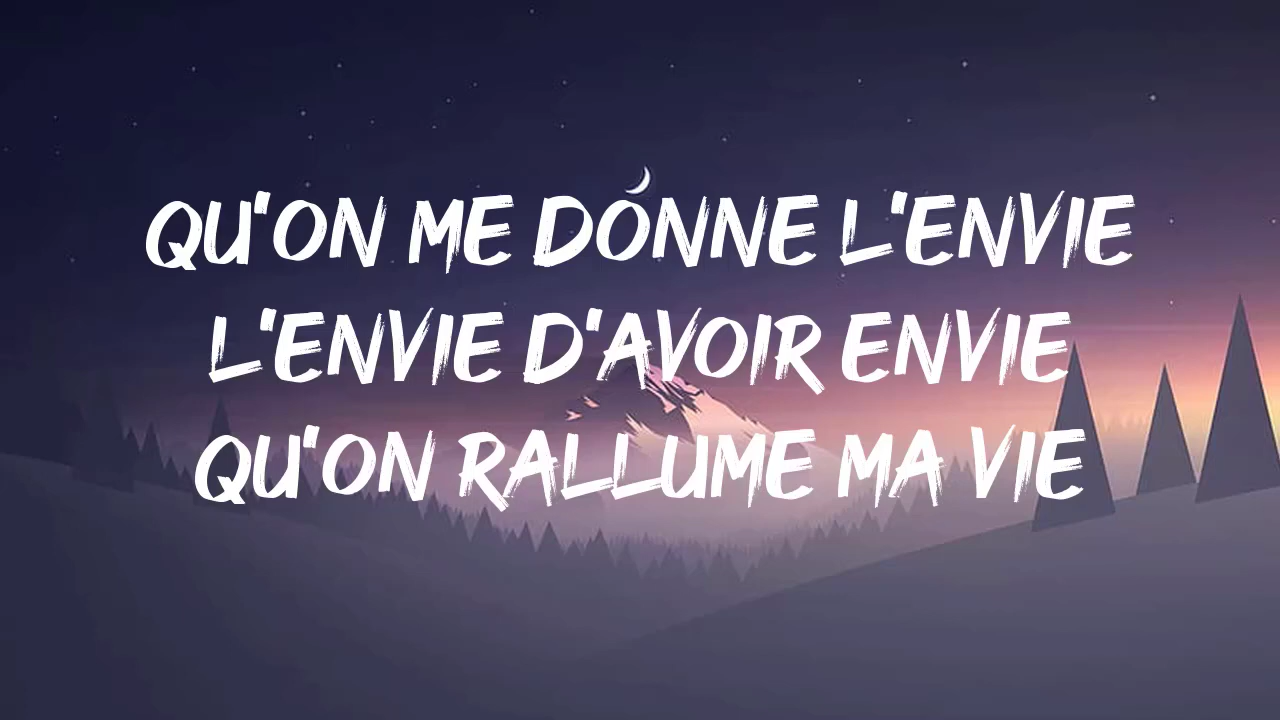 QU'ON ME DONNE L'ENVIE
L'ENVIE D'AVOIR ENVIE
QU'ON RALLUME MA VIE